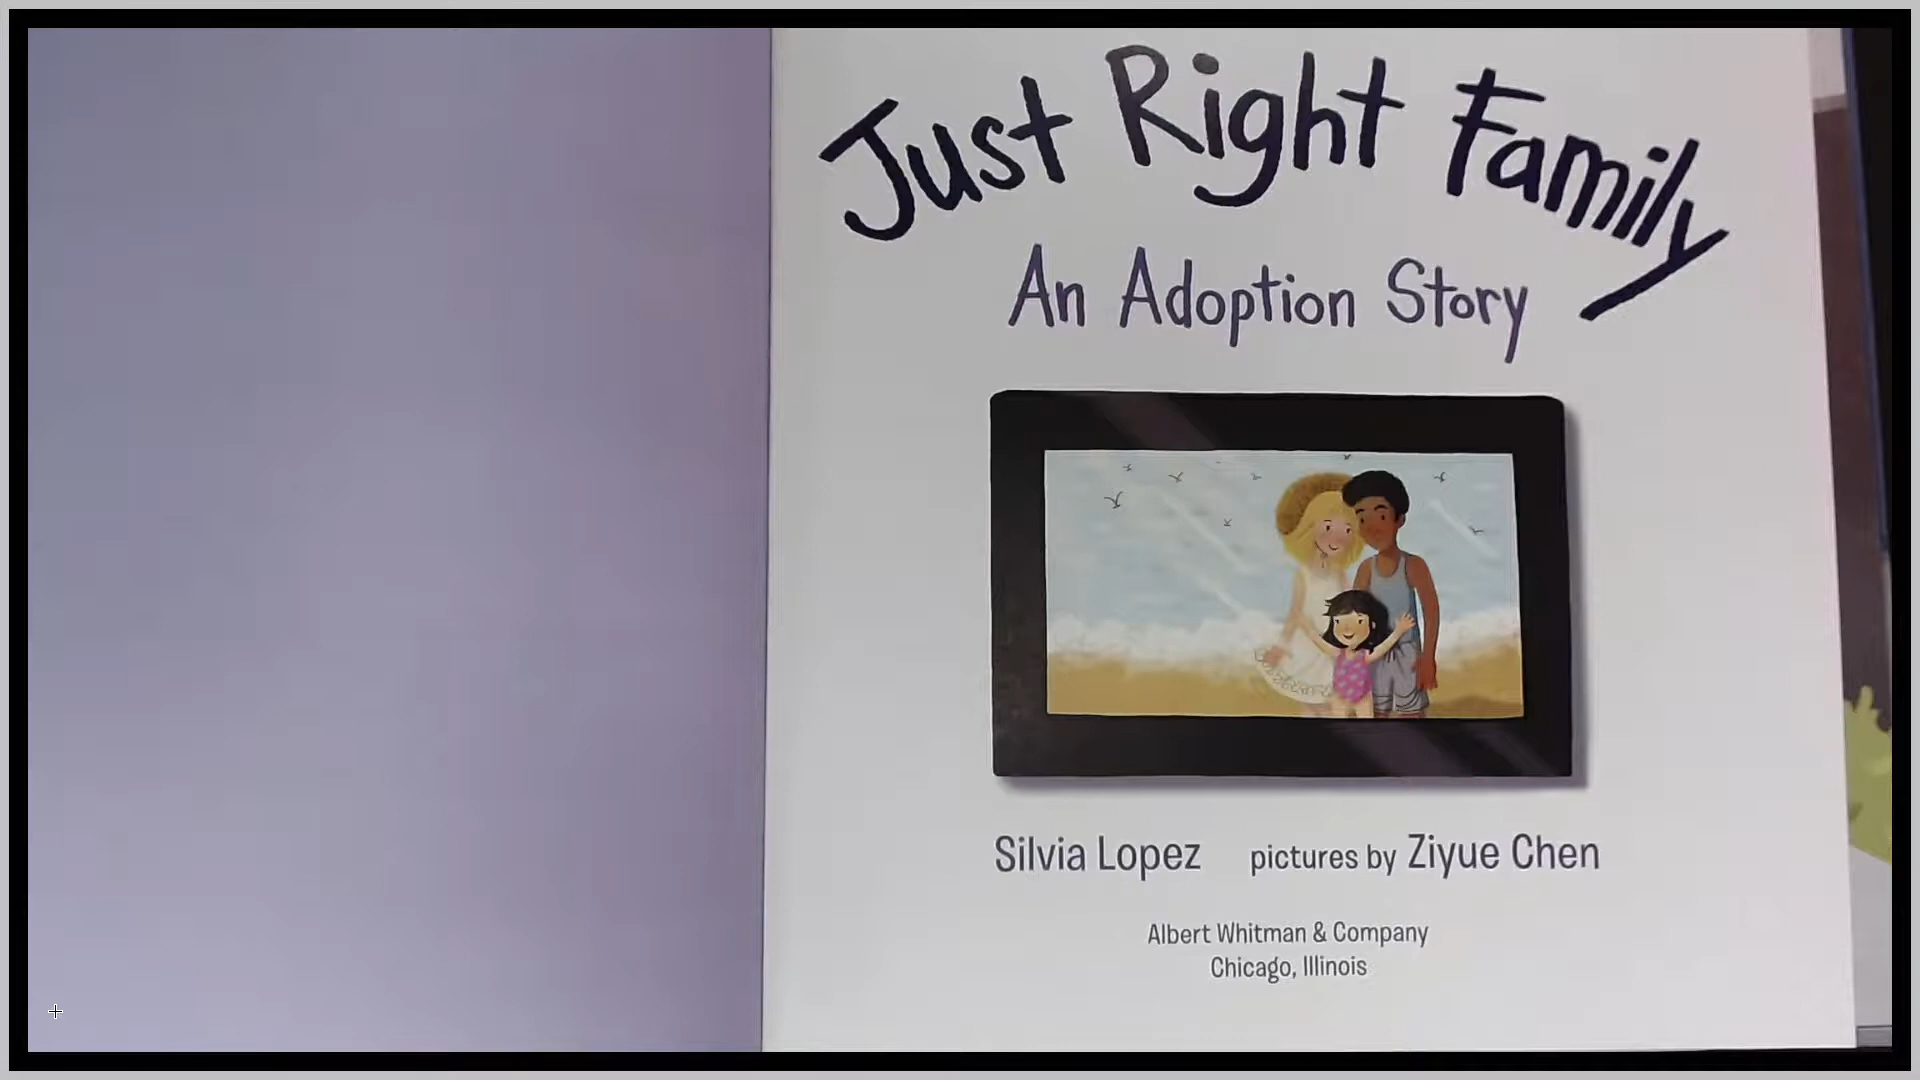 Just Right Family
An Adoption Story
Silvia Lopez pictures by Ziyue Chen
Albert Whitman & Company
Chicago, Illinois